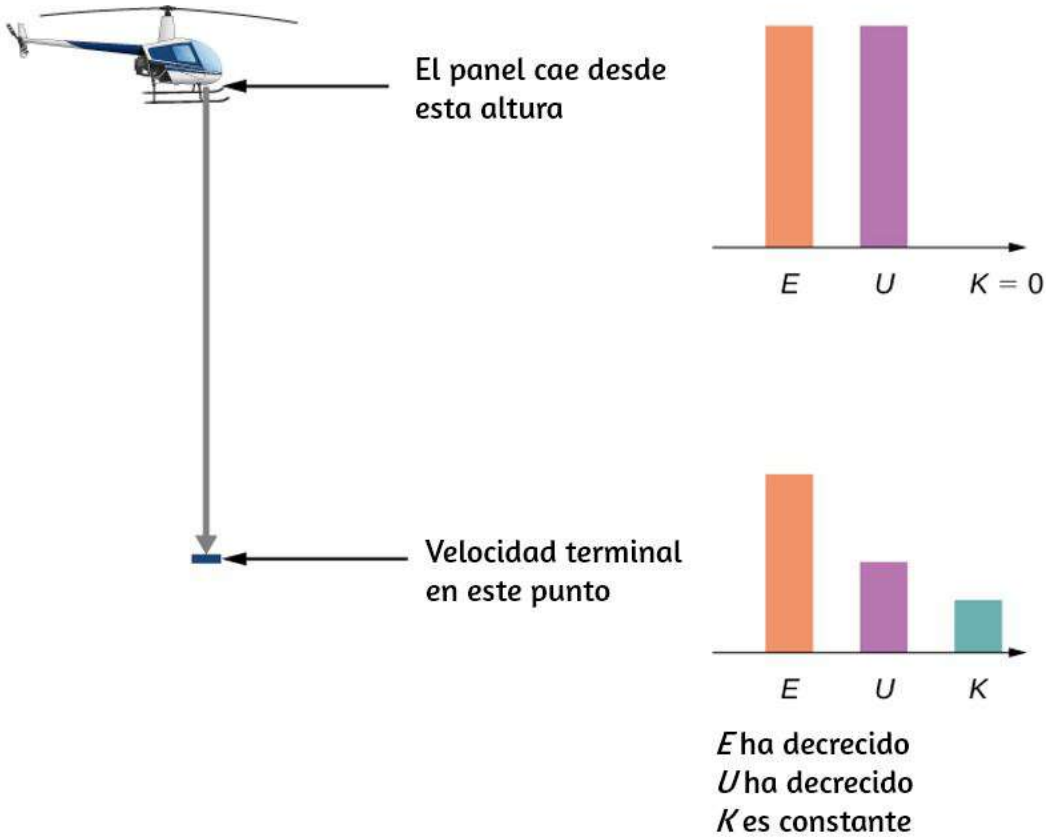 El panel cae desde
esta altura
E U K = 0
Velocidad terminal
en este punto
E U K
E ha decrecido
U ha decrecido
K es constante